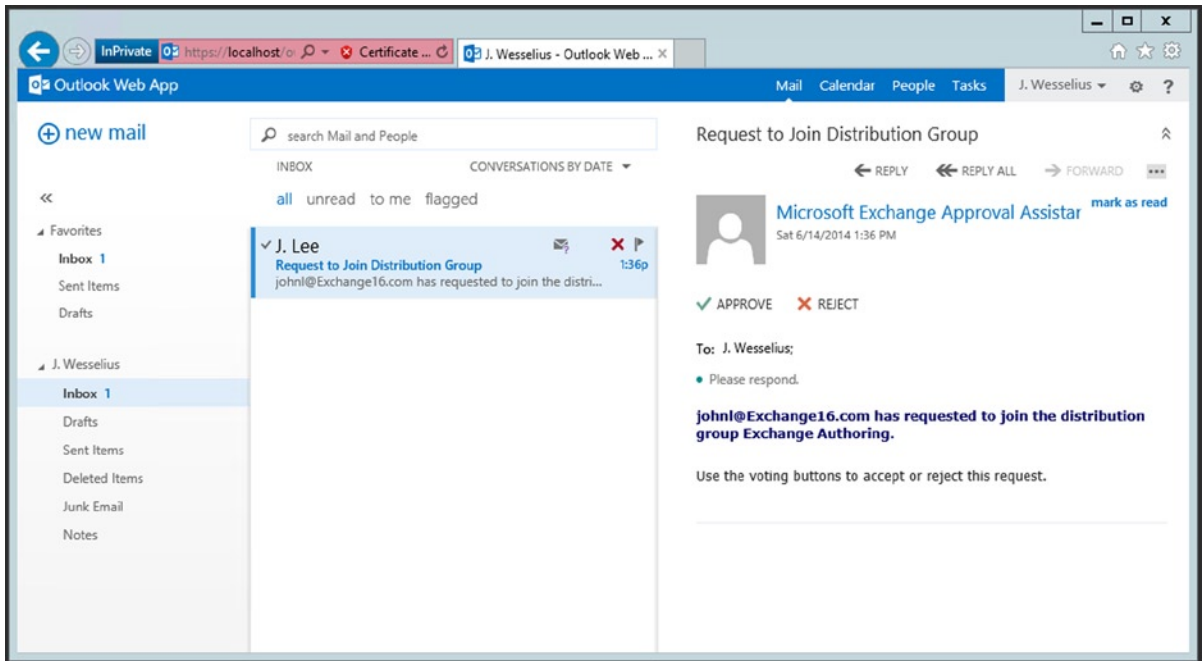 InPrivate
https://localhost/o
Certificate ...
J. Wesselius - Outlook Web ...
Outlook Web App
Mail Calendar People Tasks J. Wesselius ?
new mail
search Mail and People
INBOX CONVERSATIONS BY DATE
all unread to me flagged
Favorites
Inbox 1
Sent Items
Drafts
J. Wesselius
Inbox 1
Drafts
Sent Items
Deleted Items
Junk Email
Notes
J. Lee
Request to Join Distribution Group 1:36p
johnl@Exchange16.com has requested to join the distri...
Request to Join Distribution Group
REPLY REPLY ALL FORWARD ...
Microsoft Exchange Approval Assistar mark as read
Sat 6/14/2014 1:36 PM
APPROVE REJECT
To: J. Wesselius;
• Please respond.
johnl@Exchange16.com has requested to join the distribution
group Exchange Authoring.
Use the voting buttons to accept or reject this request.